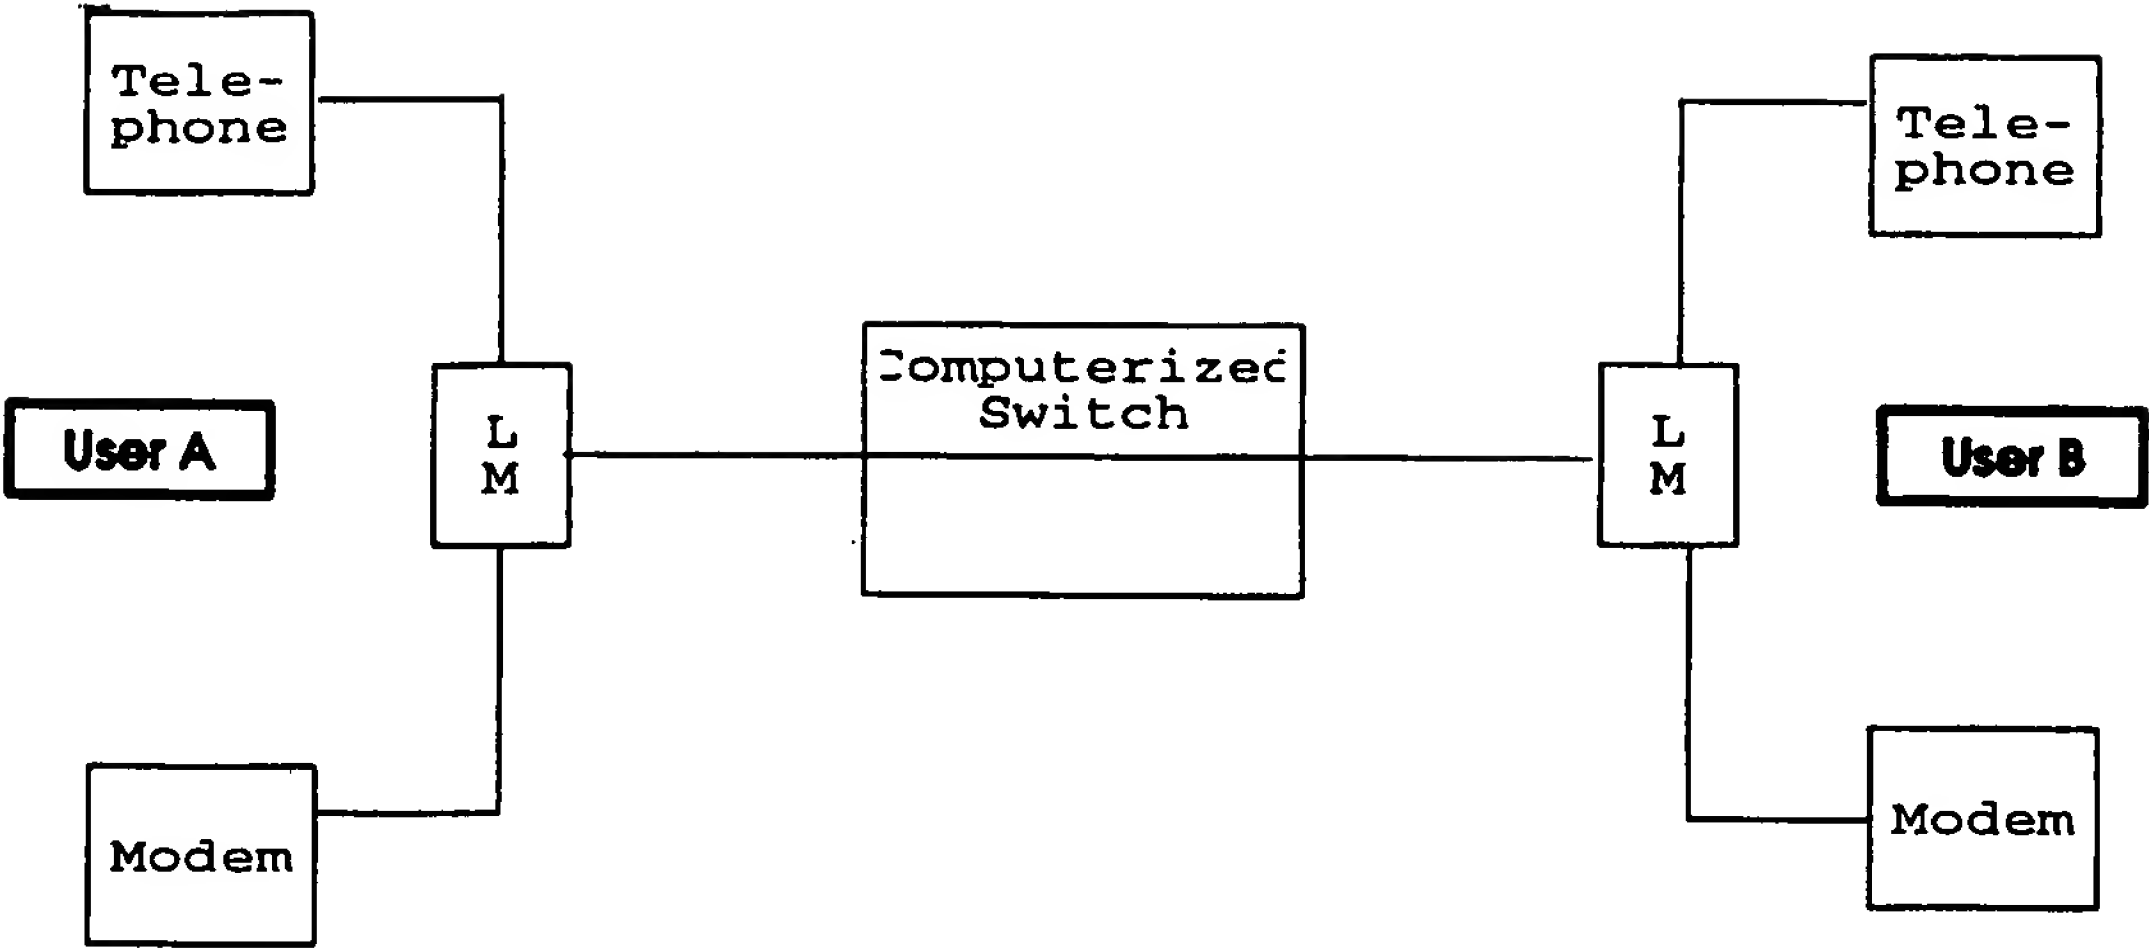 Tele-
phone
Tele-
phone
Computerized
Switch
L
M
L
M
User A
User B
Modem
Modem